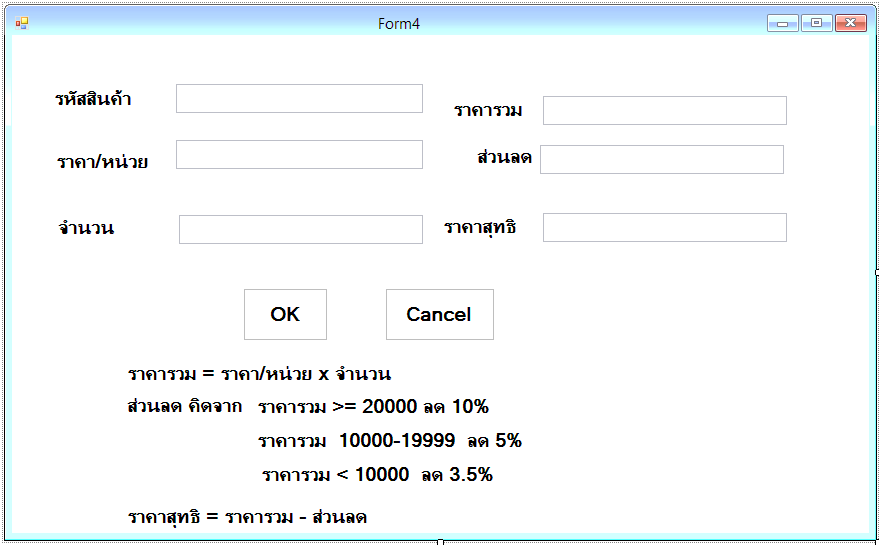 Form4
รหัสสินค้า
ราคารวม
ราคา/หน่วย
ส่วนลด
จำนวน
ราคาสุทธิ
OK
Cancel
ราคารวม = ราคา/หน่วย x จำนวน
ส่วนลด คิดจาก ราคารวม >= 20000 ลด 10%
ราคารวม 10000-19999 ลด 5%
ราคารวม < 10000 ลด 3.5%
ราคาสุทธิ = ราคารวม - ส่วนลด